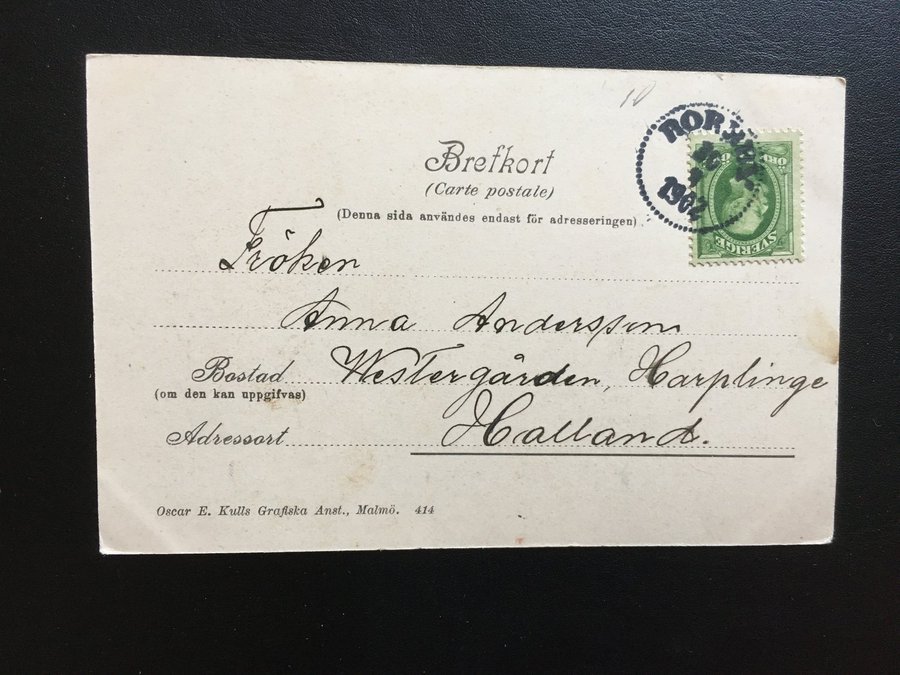 10
Brefkort
(Carte postale)
(Denna sida användes endast för adresseringen)
1902
SVERIGE
Fröken
Anna Andersson
Bostad Westergården, Harplinge
(om den kan uppgifvas)
Adressort Halland.
Oscar E. Kulls Grafiska Anst., Malmö. 414